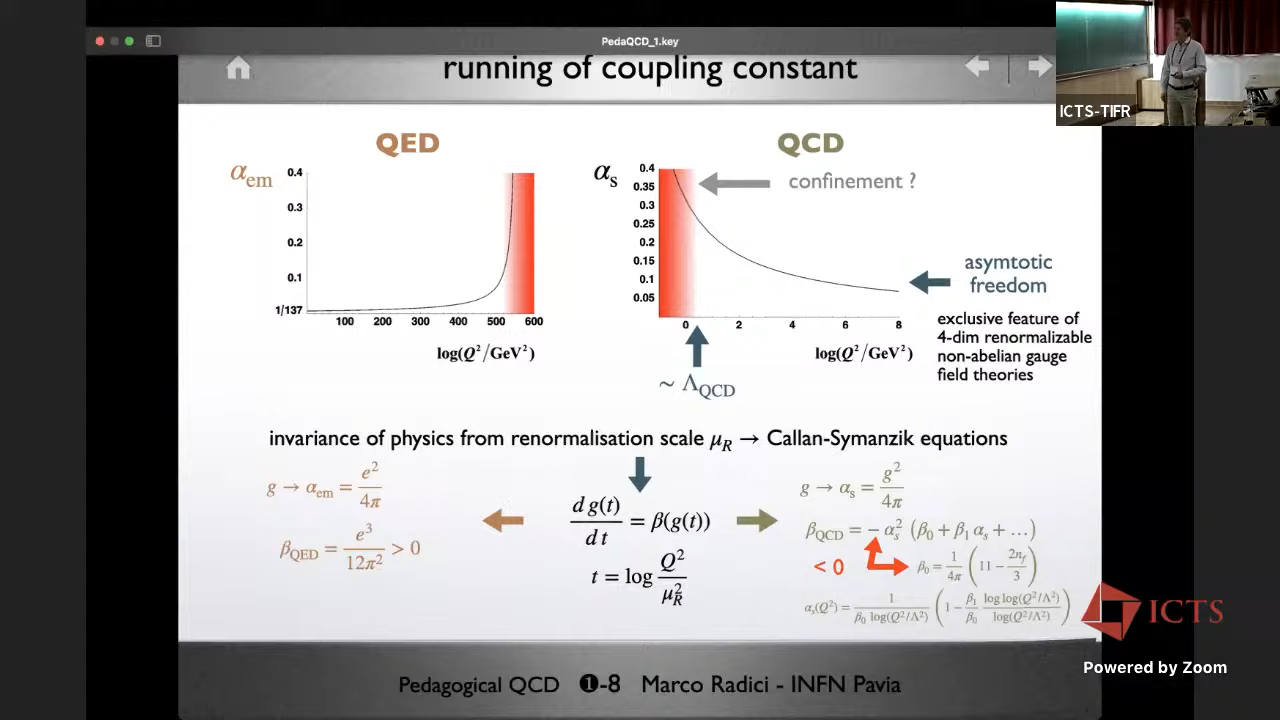 PedaQCD_1.key
running of coupling constant
ICTS-TIFR
QED
QCD
α_em
0.4
0.3
0.2
0.1
1/137
100 200 300 400 500 600
log(Q²/GeV²)
α_s
0.4
0.35
0.3
0.25
0.2
0.15
0.1
0.05
0 2 4 6 8
log(Q²/GeV²)
confinement ?
asymtotic
freedom
exclusive feature of
4-dim renormalizable
non-abelian gauge
field theories
~ Λ_QCD
invariance of physics from renormalisation scale μ_R → Callan-Symanzik equations
g → α_em = e²/4π
β_QED = e³/12π² > 0
d g(t)/d t = β(g(t))
t = log Q²/μ_R²
g → α_s = g²/4π
β_QCD = − α_s² (β₀ + β₁ α_s + …)
< 0
β₀ = 1/4π (11 − 2n_f/3)
α_s(Q²) = 1/(β₀ log(Q²/Λ²)) (1 − β₁/β₀ log log(Q²/Λ²)/log(Q²/Λ²))
ICTS
Powered by Zoom
Pedagogical QCD ❶-8 Marco Radici - INFN Pavia